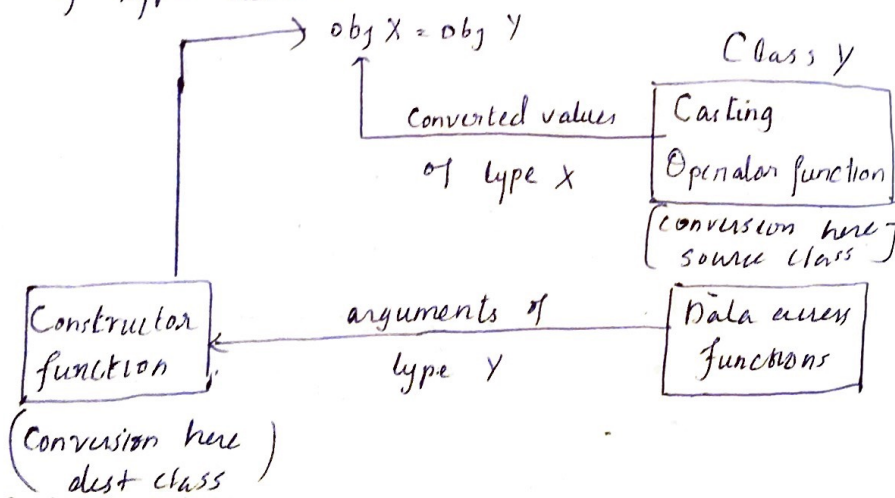 obj X = obj Y
Class Y
Converted values
of type X
Casting
Operator function
(conversion here -
source class)
Constructor
function
arguments of
type Y
Data access
functions
(Conversion here
dest class)